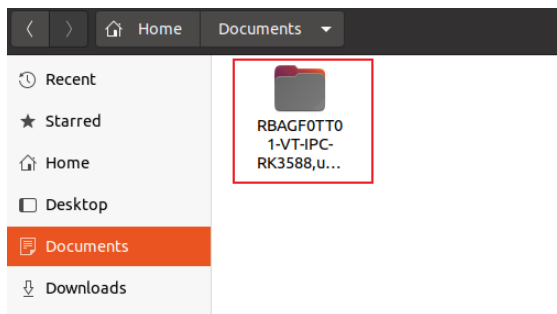 Home
Documents
Recent
Starred
Home
Desktop
Documents
Downloads
RBAGF0TT0
1-VT-IPC-
RK3588,u...